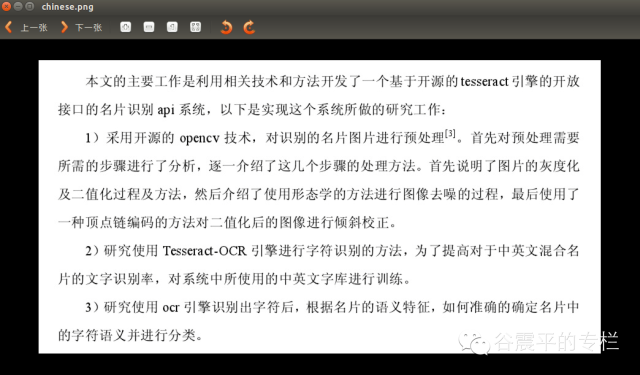 chinese.png
上一张 下一张
本文的主要工作是利用相关技术和方法开发了一个基于开源的 tesseract 引擎的开放
接口的名片识别 api 系统，以下是实现这个系统所做的研究工作：
1）采用开源的 opencv 技术，对识别的名片图片进行预处理[3]。首先对预处理需要
所需的步骤进行了分析，逐一介绍了这几个步骤的处理方法。首先说明了图片的灰度化
及二值化过程及方法，然后介绍了使用形态学的方法进行图像去噪的过程，最后使用了
一种顶点链编码的方法对二值化后的图像进行倾斜校正。
2）研究使用 Tesseract-OCR 引擎进行字符识别的方法，为了提高对于中英文混合名
片的文字识别率，对系统中所使用的中英文字库进行训练。
3）研究使用 ocr 引擎识别出字符后，根据名片的语义特征，如何准确的确定名片中
的字符语义并进行分类。
谷震平的专栏